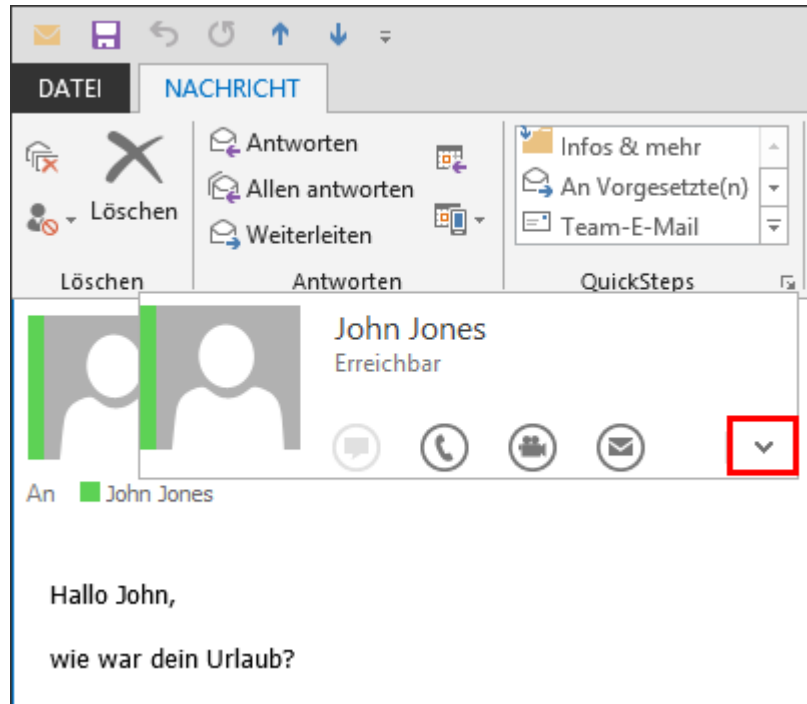 DATEI NACHRICHT
Antworten Infos & mehr
Löschen Allen antworten An Vorgesetzte(n)
Weiterleiten Team-E-Mail
Löschen Antworten QuickSteps
John Jones
Erreichbar
An John Jones
Hallo John,
wie war dein Urlaub?